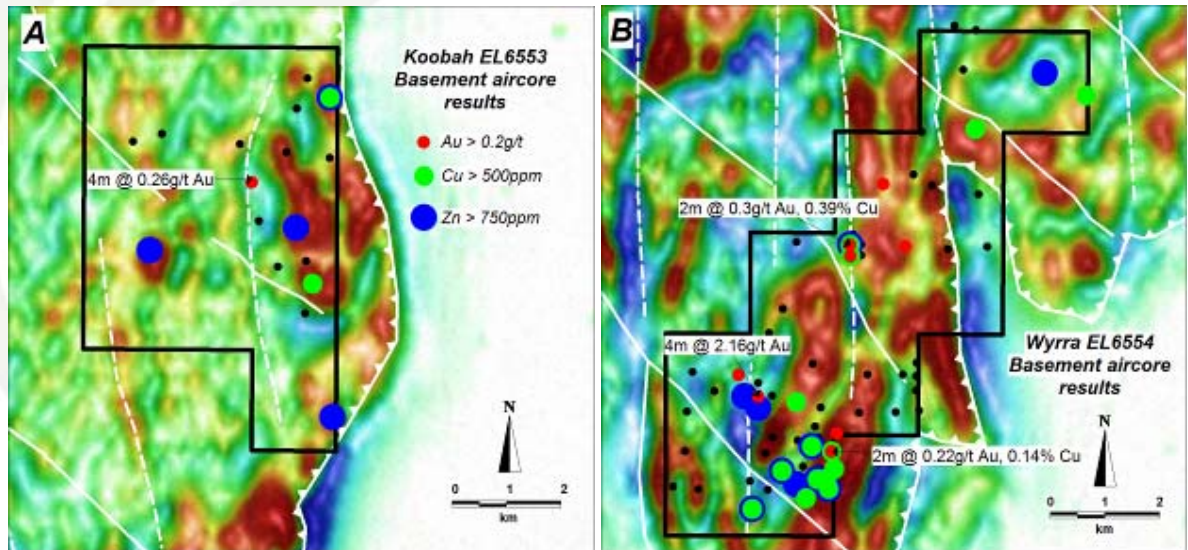 A
Koobah EL6553
Basement aircore
results
Au > 0.2g/t
Cu > 500ppm
Zn > 750ppm
4m @ 0.26g/t Au
N
0 1 2
km
B
2m @ 0.3g/t Au, 0.39% Cu
4m @ 2.16g/t Au
Wyrra EL6554
Basement aircore
results
2m @ 0.22g/t Au, 0.14% Cu
N
0 1 2
km